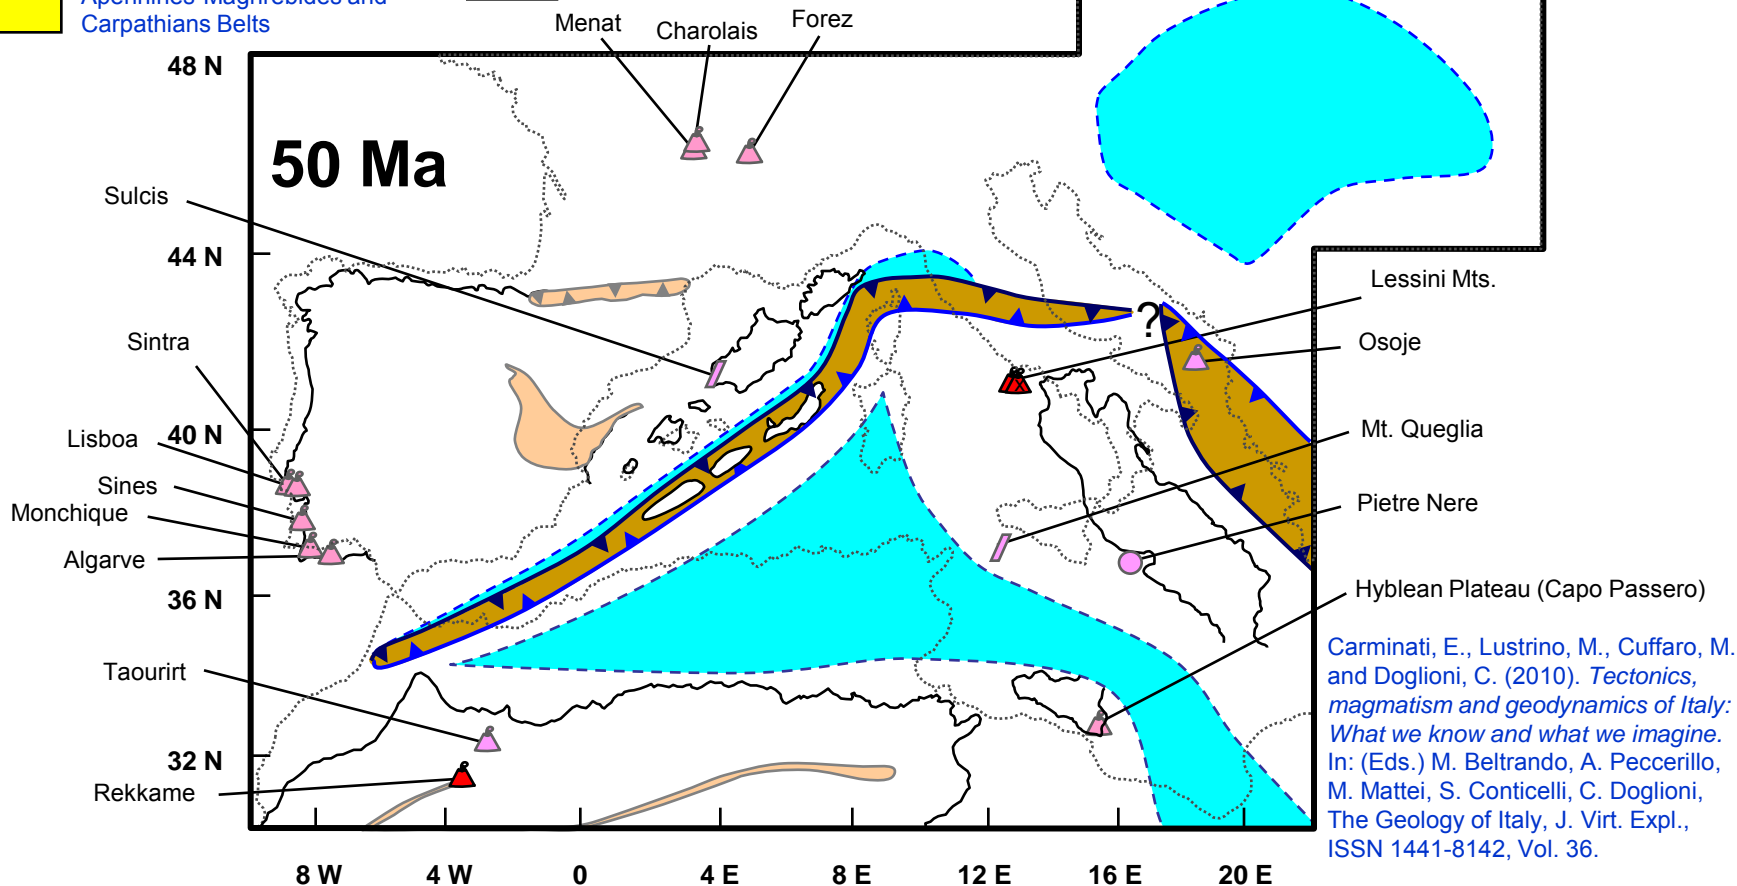 Apennines-Maghrebides and
Carpathians Belts
Menat
Charolais
Forez
48 N
50 Ma
Sulcis
44 N
Lessini Mts.
Sintra
?
Osoje
40 N
Lisboa
Mt. Queglia
Sines
Pietre Nere
Monchique
Algarve
36 N
Hyblean Plateau (Capo Passero)
Taourirt
32 N
Rekkame
Carminati, E., Lustrino, M., Cuffaro, M.
and Doglioni, C. (2010). Tectonics,
magmatism and geodynamics of Italy:
What we know and what we imagine.
In: (Eds.) M. Beltrando, A. Peccerillo,
M. Mattei, S. Conticelli, C. Doglioni,
The Geology of Italy, J. Virt. Expl.,
ISSN 1441-8142, Vol. 36.
8 W 4 W 0 4 E 8 E 12 E 16 E 20 E